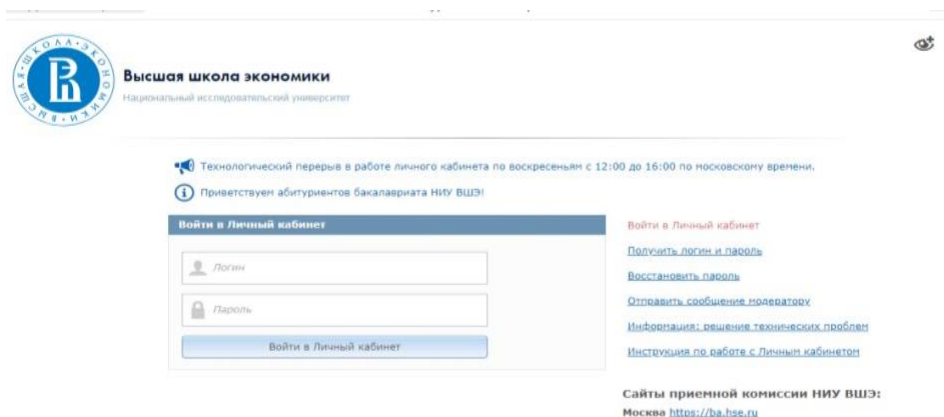 ВЫСШАЯ ШКОЛА ЭКОНОМИКИ
Высшая школа экономики
Национальный исследовательский университет
Технологический перерыв в работе личного кабинета по воскресеньям с 12:00 до 16:00 по московскому времени.
Приветствуем абитуриентов бакалавриата НИУ ВШЭ!
Войти в Личный кабинет
Логин
Пароль
Войти в Личный кабинет
Войти в Личный кабинет
Получить логин и пароль
Восстановить пароль
Отправить сообщение модератору
Информация: решение технических проблем
Инструкция по работе с Личным кабинетом
Сайты приемной комиссии НИУ ВШЭ:
Москва https://ba.hse.ru